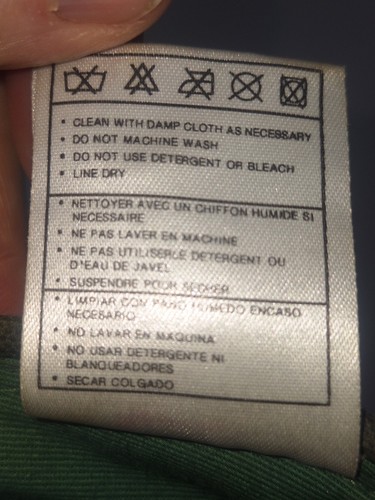 • CLEAN WITH DAMP CLOTH AS NECESSARY
• DO NOT MACHINE WASH
• DO NOT USE DETERGENT OR BLEACH
• LINE DRY
• NETTOYER AVEC UN CHIFFON HUMIDE SI
NECESSAIRE
• NE PAS LAVER EN MACHINE
• NE PAS UTILISERLE DETERGENT OU
D'EAU DE JAVEL
• SUSPENDRE POUR SECHER
• LIMPIAR CON PANO HUMEDO ENCASO
NECESARIO
• NO LAVAR EN MAQUINA
• NO USAR DETERGENTE NI
BLANQUEADORES
• SECAR COLGADO